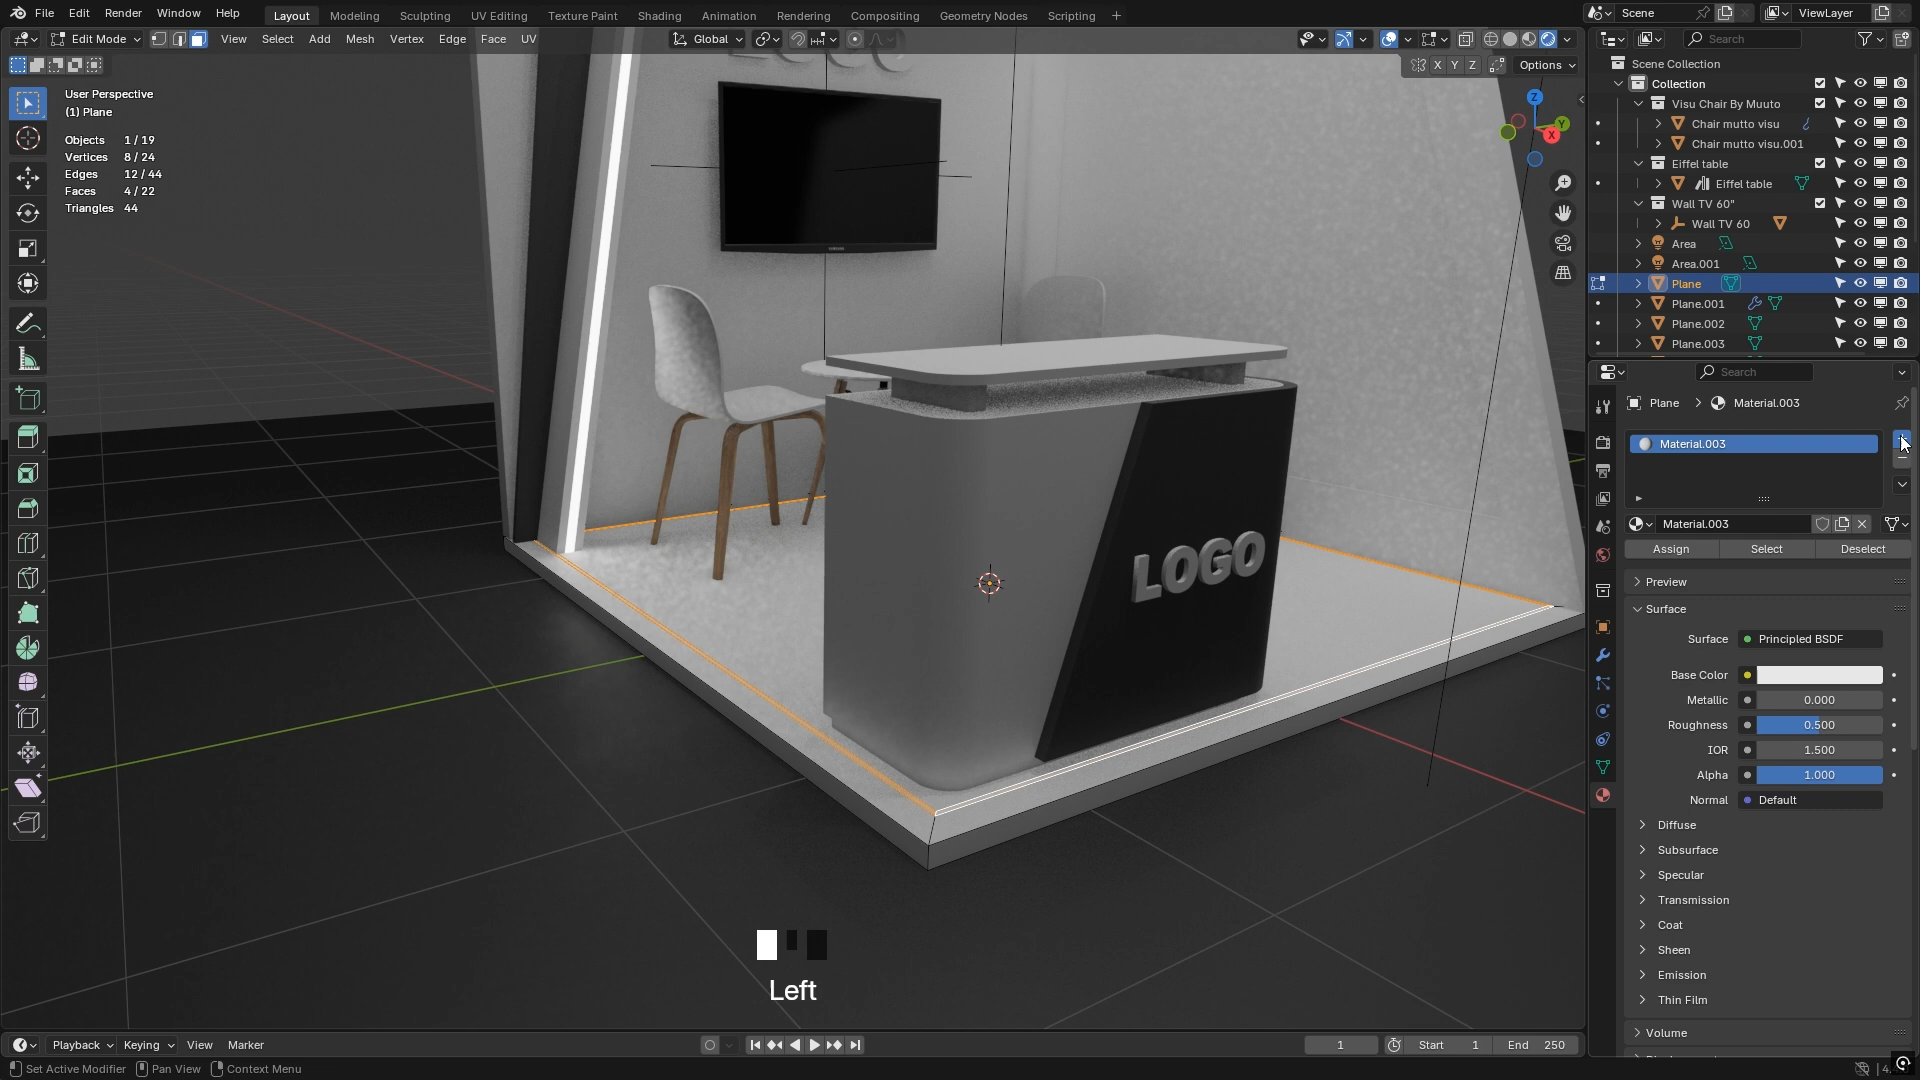 File Edit Render Window Help Layout Modeling Sculpting UV Editing Texture Paint Shading Animation Rendering Compositing Geometry Nodes Scripting + Scene ViewLayer
Edit Mode View Select Add Mesh Vertex Edge Face UV Global Search
X Y Z Options
User Perspective
(1) Plane
Objects 1 / 19
Vertices 8 / 24
Edges 12 / 44
Faces 4 / 22
Triangles 44
Z
Y
X
SAMSUNG
LOGO
Left
Scene Collection
Collection
Visu Chair By Muuto
Chair mutto visu
Chair mutto visu.001
Eiffel table
Eiffel table
Wall TV 60"
Wall TV 60
Area
Area.001
Plane
Plane.001
Plane.002
Plane.003
Search
Plane > Material.003
Material.003
Material.003
Assign Select Deselect
Preview
Surface
Surface Principled BSDF
Base Color
Metallic 0.000
Roughness 0.500
IOR 1.500
Alpha 1.000
Normal Default
Diffuse
Subsurface
Specular
Transmission
Coat
Sheen
Emission
Thin Film
Volume
Playback Keying View Marker 1 Start 1 End 250
Set Active Modifier Pan View Context Menu